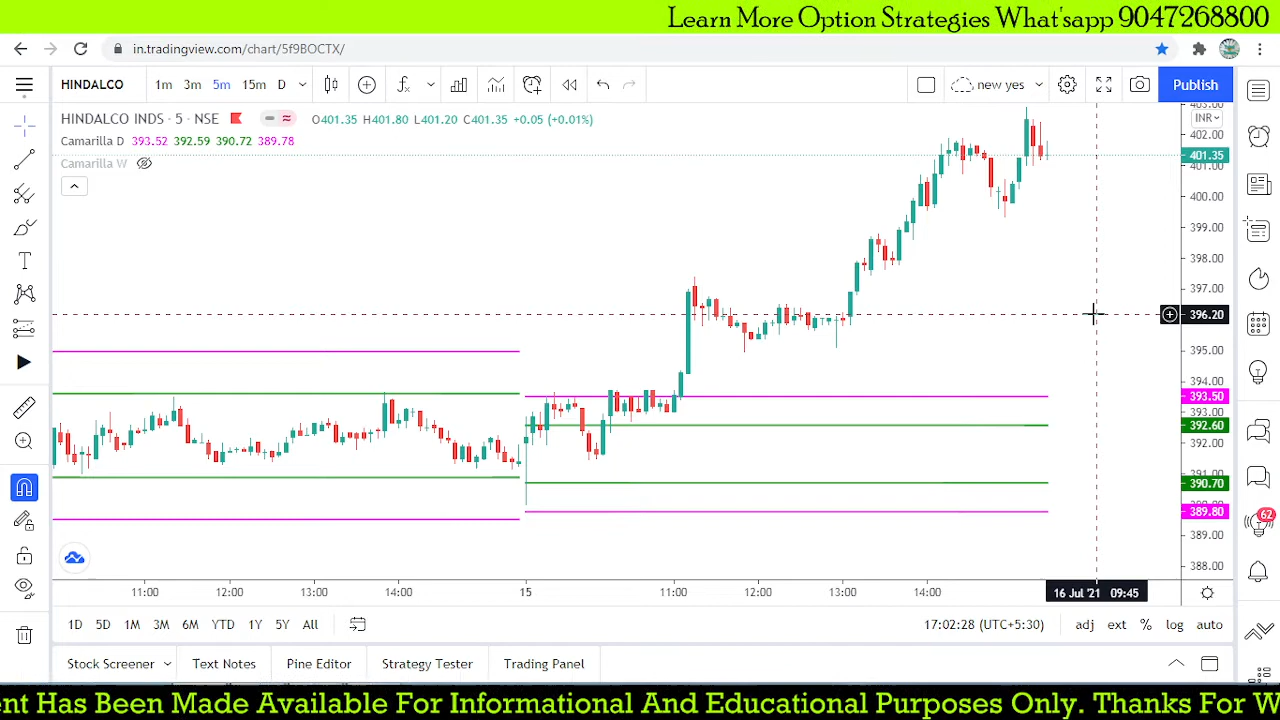 Learn More Option Strategies What'sapp 9047268800
in.tradingview.com/chart/5f9BOCTX/
HINDALCO 1m 3m 5m 15m D new yes Publish
HINDALCO INDS · 5 · NSE O401.35 H401.80 L401.20 C401.35 +0.05 (+0.01%)
Camarilla D 393.52 392.59 390.72 389.78
Camarilla W
403.00
INR
402.00
401.35
401.00
400.00
399.00
398.00
397.00
396.20
395.00
394.00
393.50
393.00
392.60
392.00
391.00
390.70
389.80
389.00
388.00
62
11:00 12:00 13:00 14:00 15 11:00 12:00 13:00 14:00 16 Jul '21 09:45
1D 5D 1M 3M 6M YTD 1Y 5Y All 17:02:28 (UTC+5:30) adj ext % log auto
Stock Screener Text Notes Pine Editor Strategy Tester Trading Panel
ent Has Been Made Available For Informational And Educational Purposes Only. Thanks For W